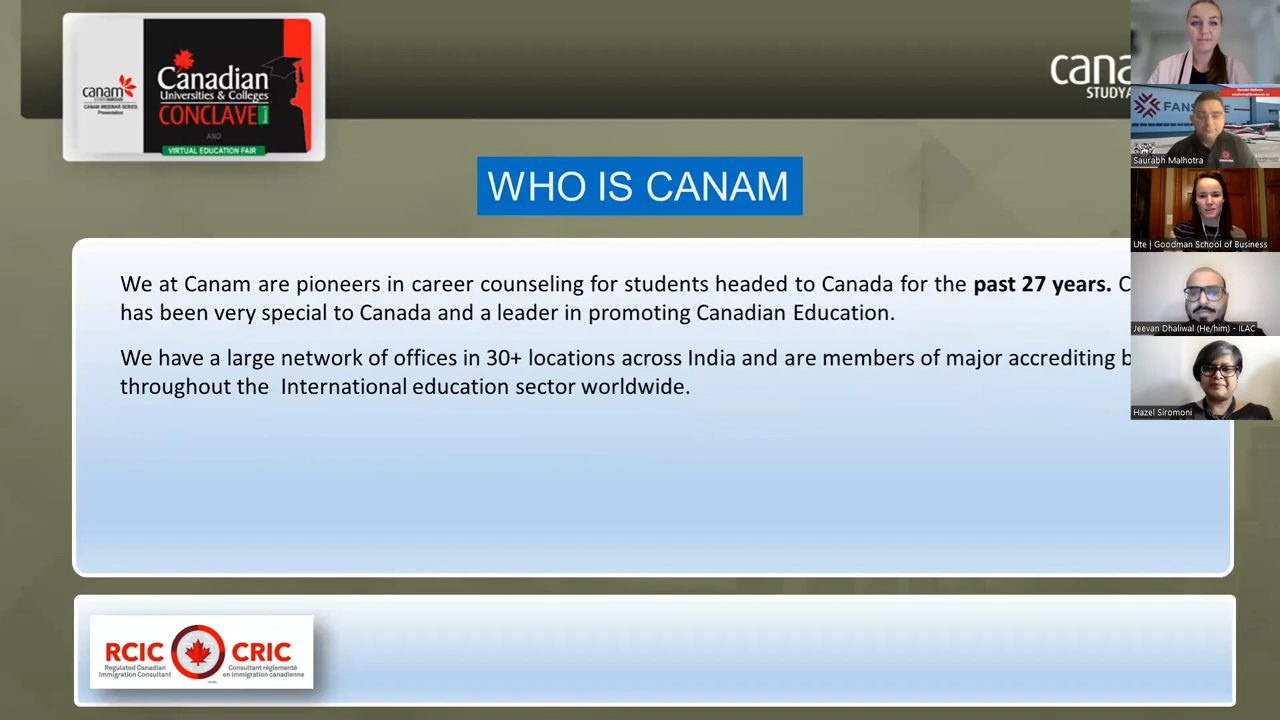 canam
STUDY ABROAD
CANAM WEBINAR SERIES
Presentation
Canadian
Universities & Colleges
CONCLAVE
AND
VIRTUAL EDUCATION FAIR
cana
STUDYA
WHO IS CANAM
We at Canam are pioneers in career counseling for students headed to Canada for the past 27 years. C
has been very special to Canada and a leader in promoting Canadian Education.
We have a large network of offices in 30+ locations across India and are members of major accrediting b
throughout the International education sector worldwide.
RCIC CRIC
Regulated Canadian
Immigration Consultant
Consultant réglementé
en immigration canadienne
FANS
Saurabh Malhotra
Ute | Goodman School of Business
Jeevan Dhaliwal (He/him) - ILAC
Hazel Siromoni